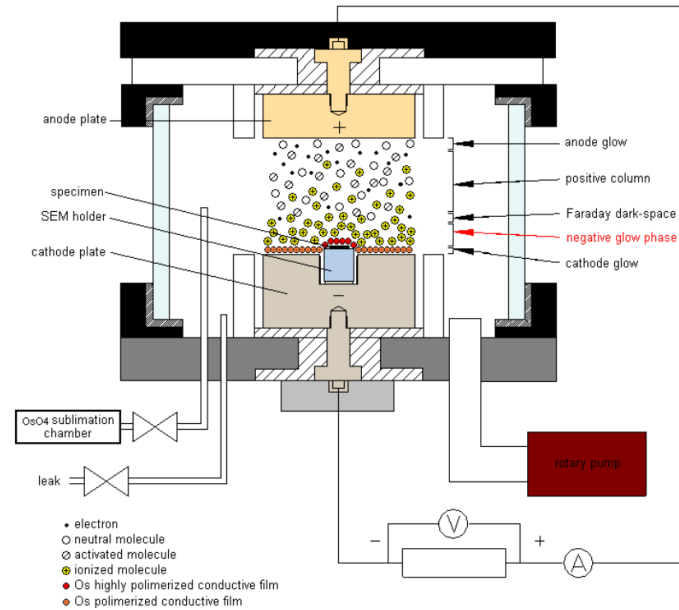 anode plate
+
anode glow
positive column
specimen
SEM holder
cathode plate
Faraday dark-space
negative glow phase
cathode glow
−
OsO4 sublimation
chamber
leak
rotary pump
electron
neutral molecule
activated molecule
ionized molecule
Os highly polimerized conductive film
Os polimerized conductive film
− V + A